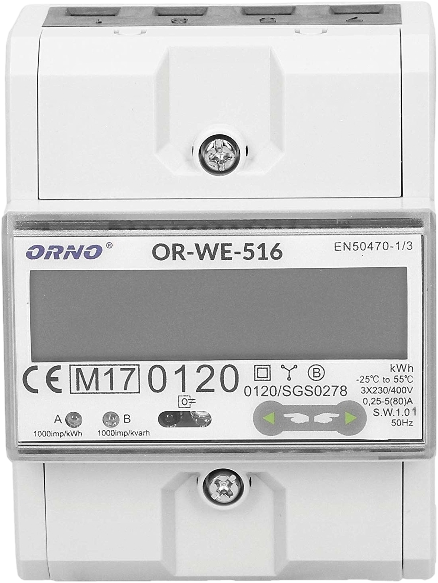 ORNO® OR-WE-516 EN50470-1/3
CE M17 0120
B
0120/SGS0278
kWh
-25°C to 55°C
3X230/400V
0,25-5(80)A
S.W.1.01
50Hz
A B
1000imp/kWh 1000imp/kvarh